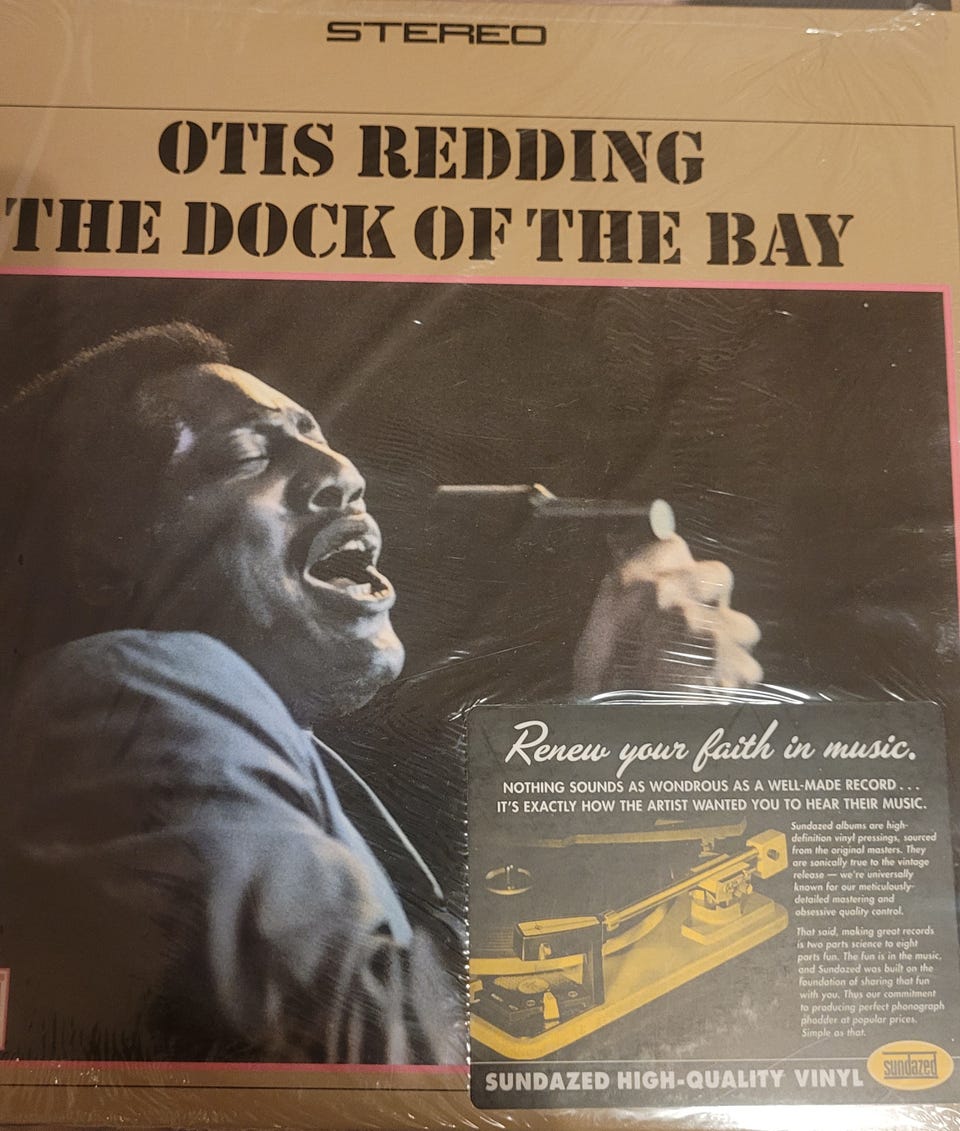 STEREO
OTIS REDDING
THE DOCK OF THE BAY
Renew your faith in music.
NOTHING SOUNDS AS WONDROUS AS A WELL-MADE RECORD...
IT'S EXACTLY HOW THE ARTIST WANTED YOU TO HEAR THEIR MUSIC.
Sundazed albums are high-
definition vinyl pressings, sourced
from the original masters. They
are sonically true to the vintage
release — we're universally
known for our meticulously-
detailed mastering and
obsessive quality control.
That said, making great records
is two parts science to eight
parts fun. The fun is in the music,
and Sundazed was built on the
foundation of sharing that fun
with you. Thus our commitment
to producing perfect phonograph
phodder at popular prices.
Simple as that.
SUNDAZED HIGH-QUALITY VINYL
sundazed